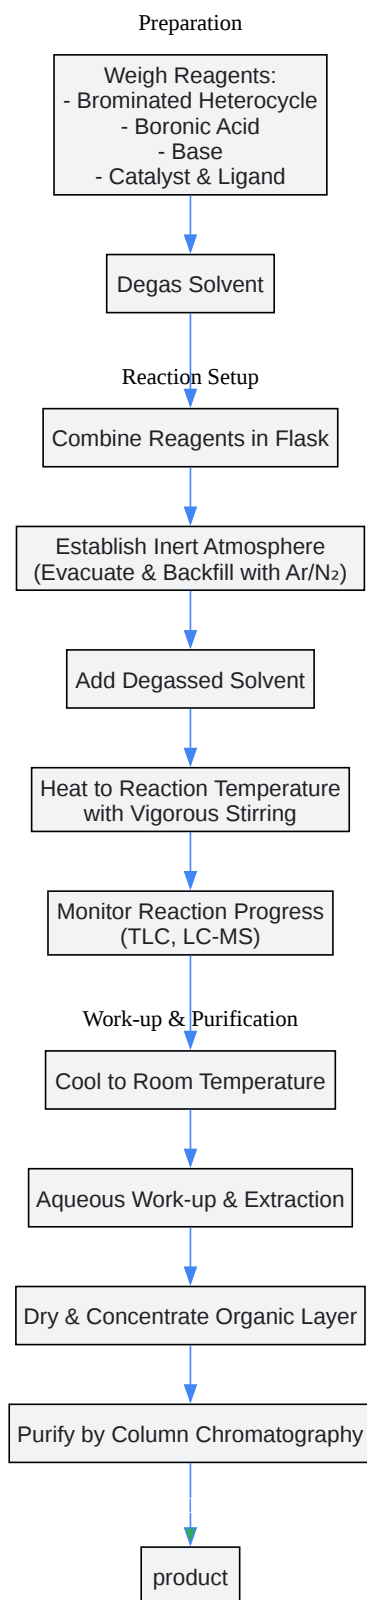 Preparation
Weigh Reagents:
- Brominated Heterocycle
- Boronic Acid
- Base
- Catalyst & Ligand
Degas Solvent
Reaction Setup
Combine Reagents in Flask
Establish Inert Atmosphere
(Evacuate & Backfill with Ar/N₂)
Add Degassed Solvent
Heat to Reaction Temperature
with Vigorous Stirring
Monitor Reaction Progress
(TLC, LC-MS)
Work-up & Purification
Cool to Room Temperature
Aqueous Work-up & Extraction
Dry & Concentrate Organic Layer
Purify by Column Chromatography
product